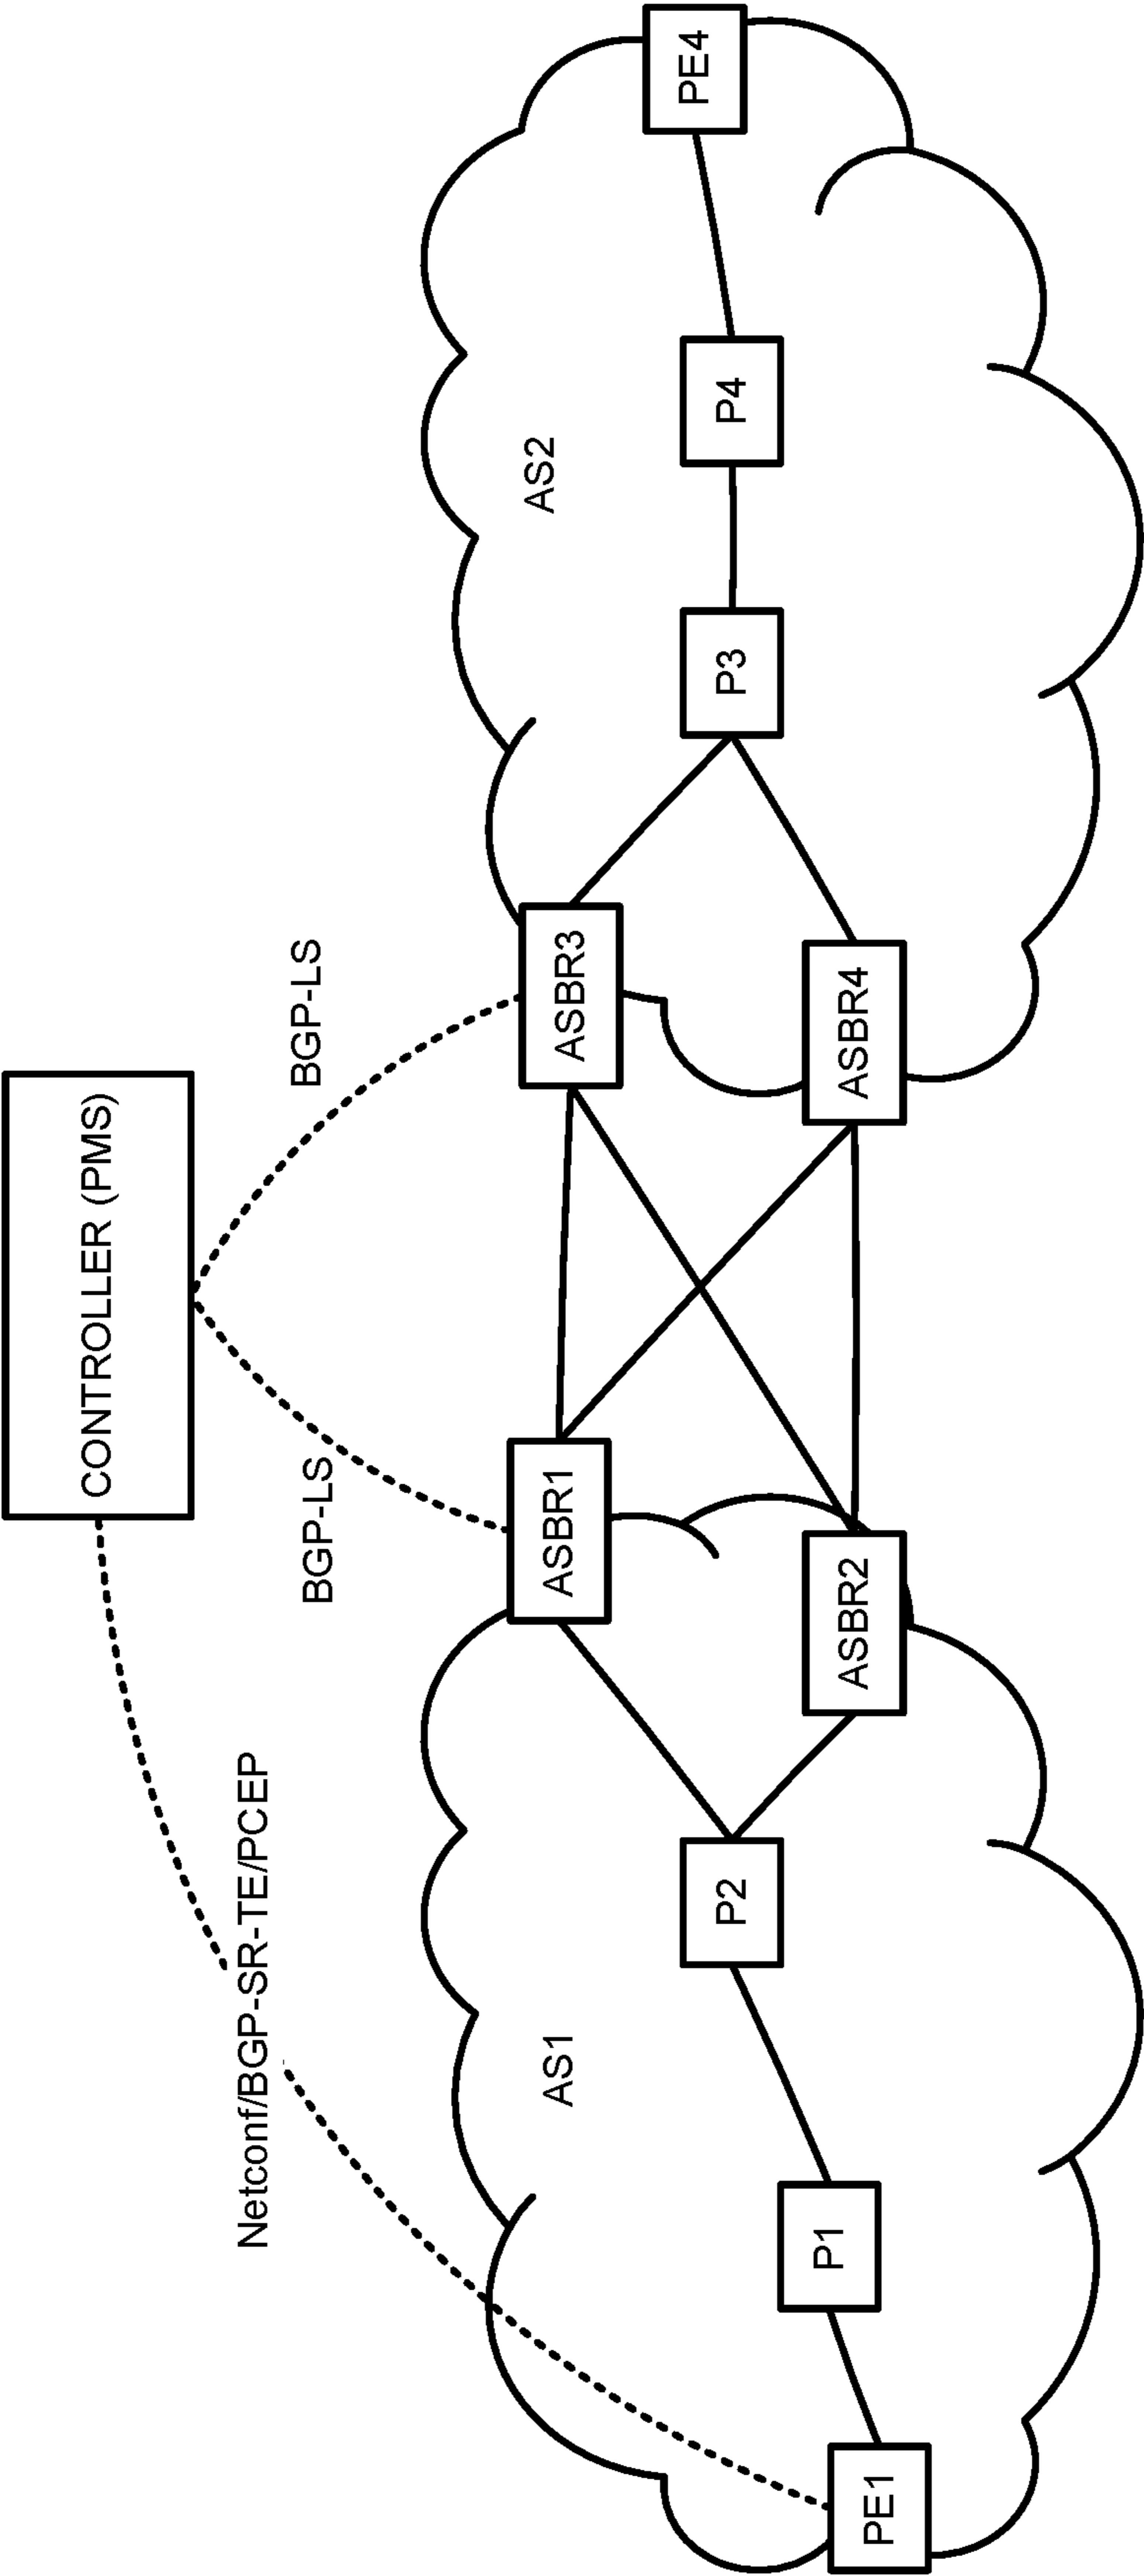 CONTROLLER (PMS)
Netconf/BGP-SR-TE/PCEP
BGP-LS
BGP-LS
AS1
AS2
ASBR1
ASBR3
PE1
P1
P2
ASBR2
ASBR4
P3
P4
PE4